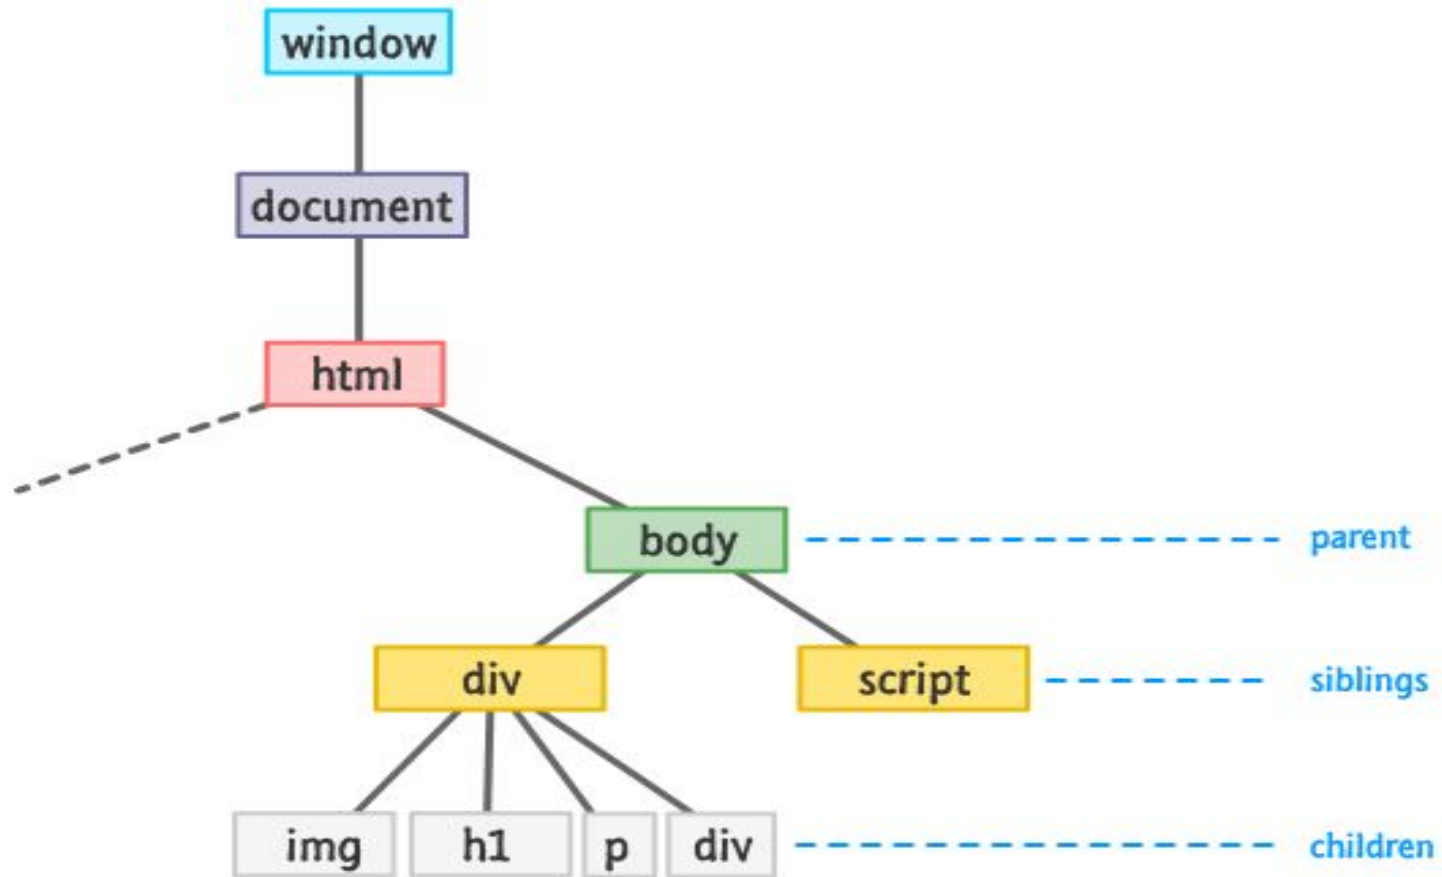 window
document
html
body parent
div script siblings
img h1 p div children